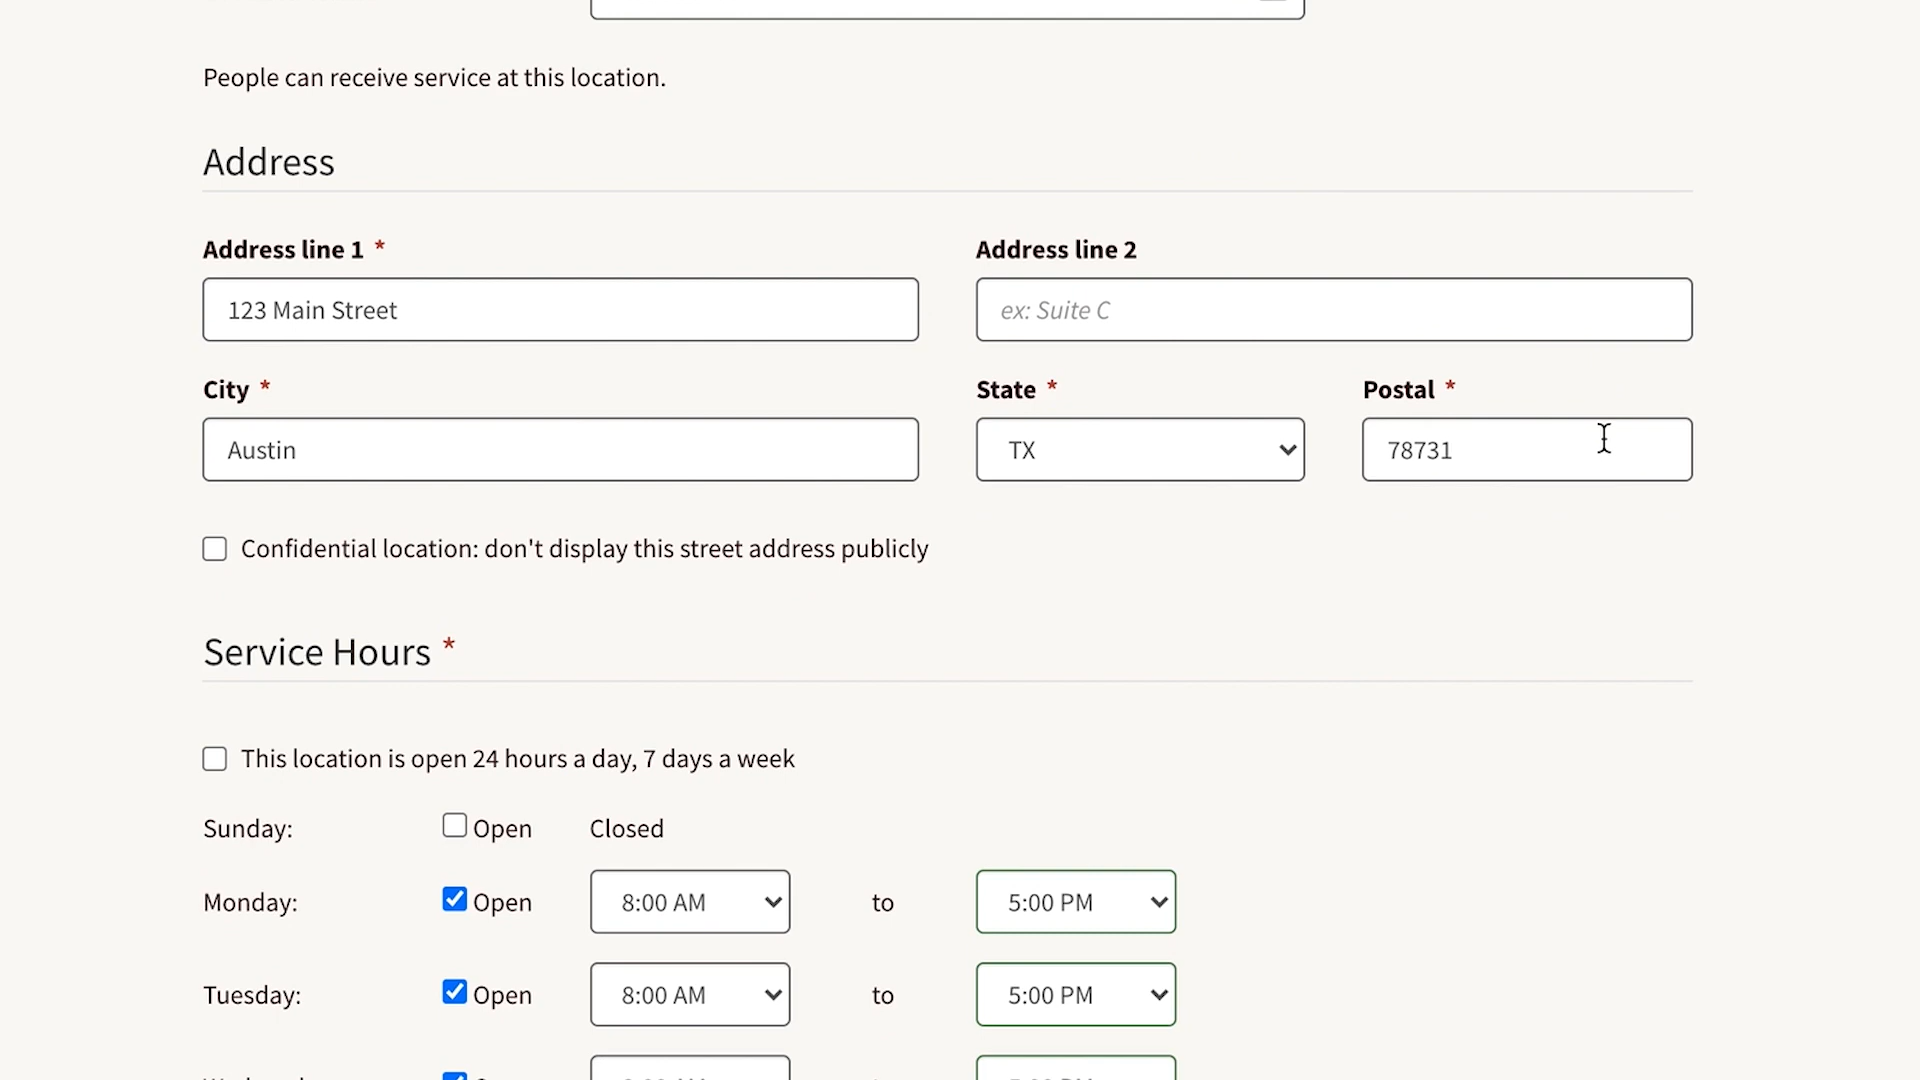 People can receive service at this location.
Address
Address line 1 *
Address line 2
123 Main Street
ex: Suite C
City *
State *
Postal *
Austin
TX
78731
Confidential location: don't display this street address publicly
Service Hours *
This location is open 24 hours a day, 7 days a week
Sunday: Open Closed
Monday: Open 8:00 AM to 5:00 PM
Tuesday: Open 8:00 AM to 5:00 PM